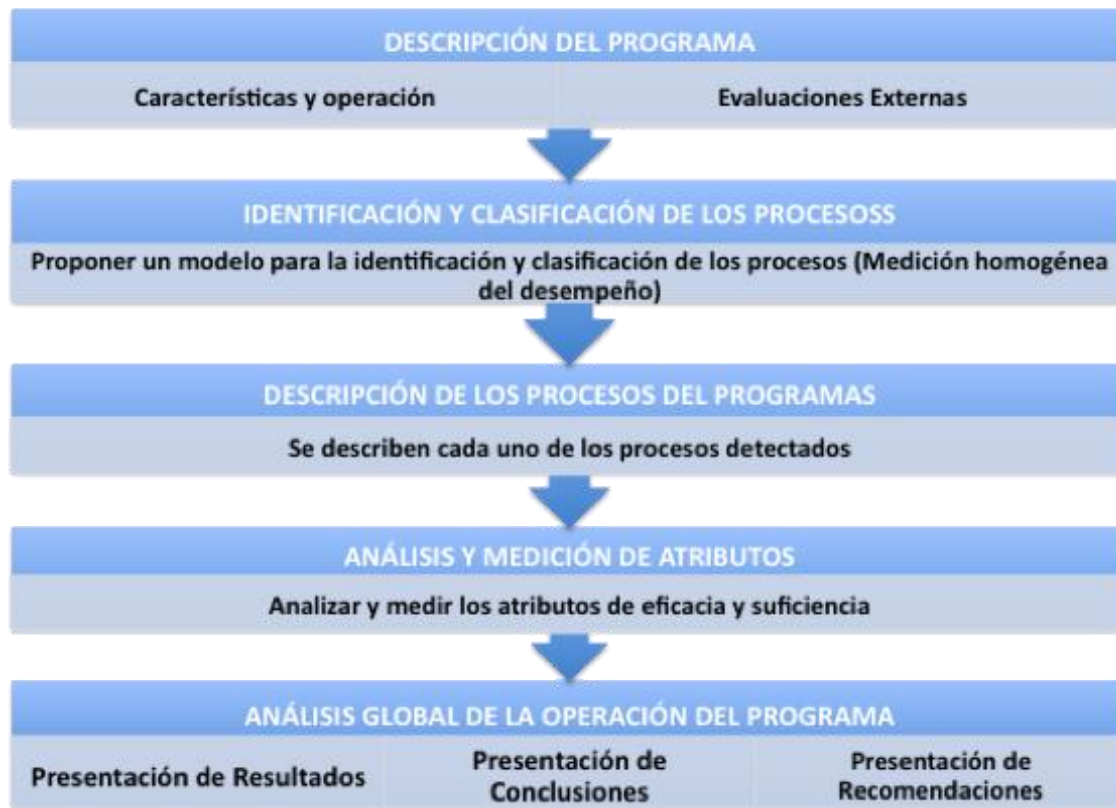 DESCRIPCIÓN DEL PROGRAMA
Características y operación
Evaluaciones Externas
IDENTIFICACIÓN Y CLASIFICACIÓN DE LOS PROCESOSS
Proponer un modelo para la identificación y clasificación de los procesos (Medición homogénea
del desempeño)
DESCRIPCIÓN DE LOS PROCESOS DEL PROGRAMAS
Se describen cada uno de los procesos detectados
ANÁLISIS Y MEDICIÓN DE ATRIBUTOS
Analizar y medir los atributos de eficacia y suficiencia
ANÁLISIS GLOBAL DE LA OPERACIÓN DEL PROGRAMA
Presentación de Resultados
Presentación de
Conclusiones
Presentación de
Recomendaciones